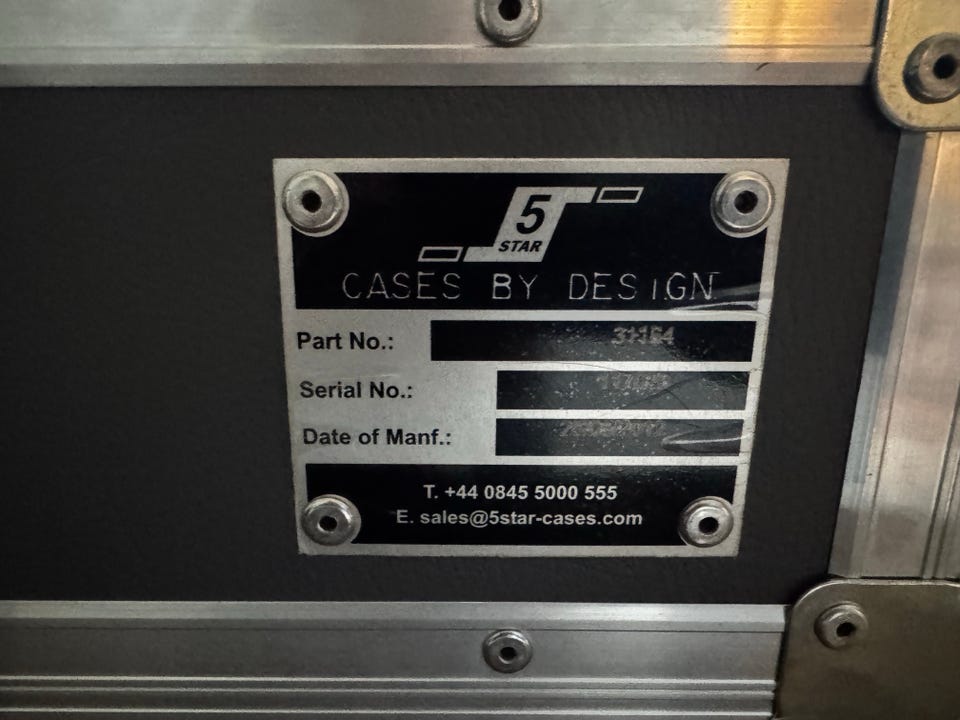 5
STAR
CASES BY DESIGN
Part No.:
Serial No.:
Date of Manf.:
T. +44 0845 5000 555
E. sales@5star-cases.com